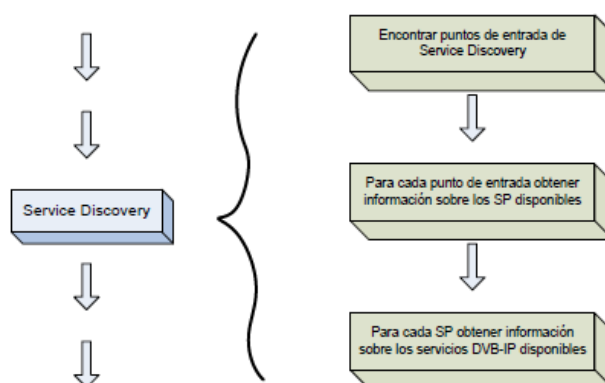 Encontrar puntos de entrada de
Service Discovery
Service Discovery
Para cada punto de entrada obtener
información sobre los SP disponibles
Para cada SP obtener información
sobre los servicios DVB-IP disponibles